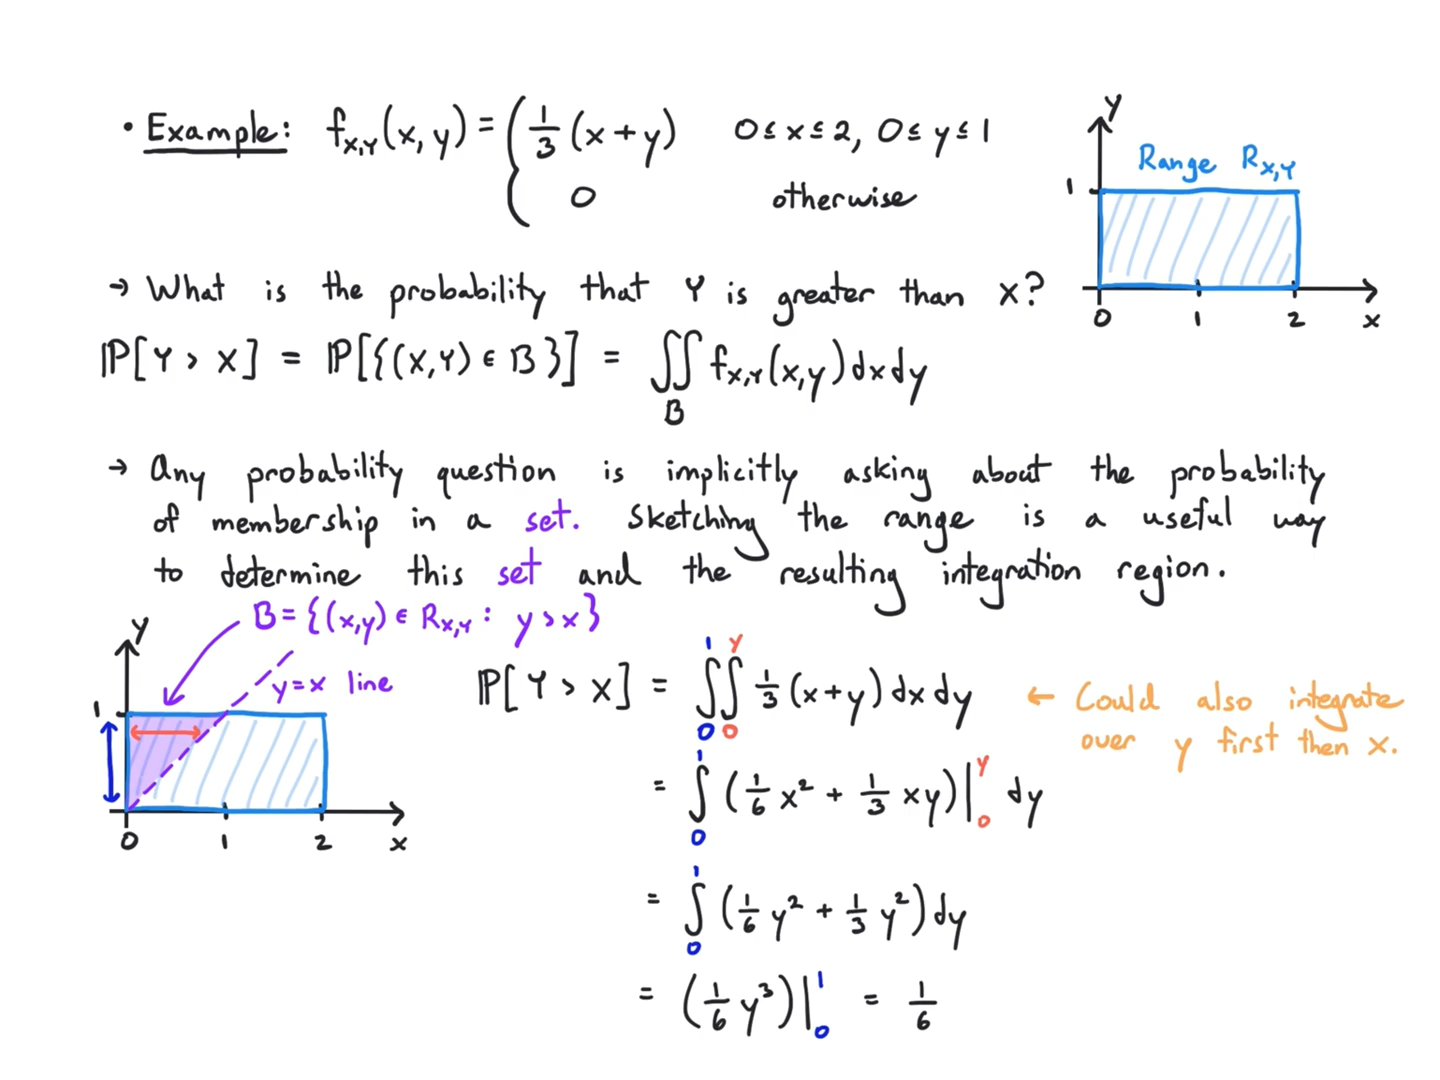 • Example: f_{X,Y}(x,y) = { 1/3 (x+y)   0≤x≤2, 0≤y≤1
0   otherwise
y
Range R_{X,Y}
1
0 1 2 x
→ What is the probability that Y is greater than X?
ℙ[Y > X] = ℙ[{(X,Y) ∈ B}] = ∬_B f_{X,Y}(x,y) dx dy
→ Any probability question is implicitly asking about the probability
of membership in a set. Sketching the range is a useful way
to determine this set and the resulting integration region.
B = {(x,y) ∈ R_{X,Y} : y > x}
y
y=x line
1
0 1 2 x
ℙ[Y > X] = ∫_0^1 ∫_0^y 1/3 (x+y) dx dy
← Could also integrate
over y first then x.
= ∫_0^1 (1/6 x² + 1/3 xy)|_0^y dy
= ∫_0^1 (1/6 y² + 1/3 y²) dy
= (1/6 y³)|_0^1 = 1/6